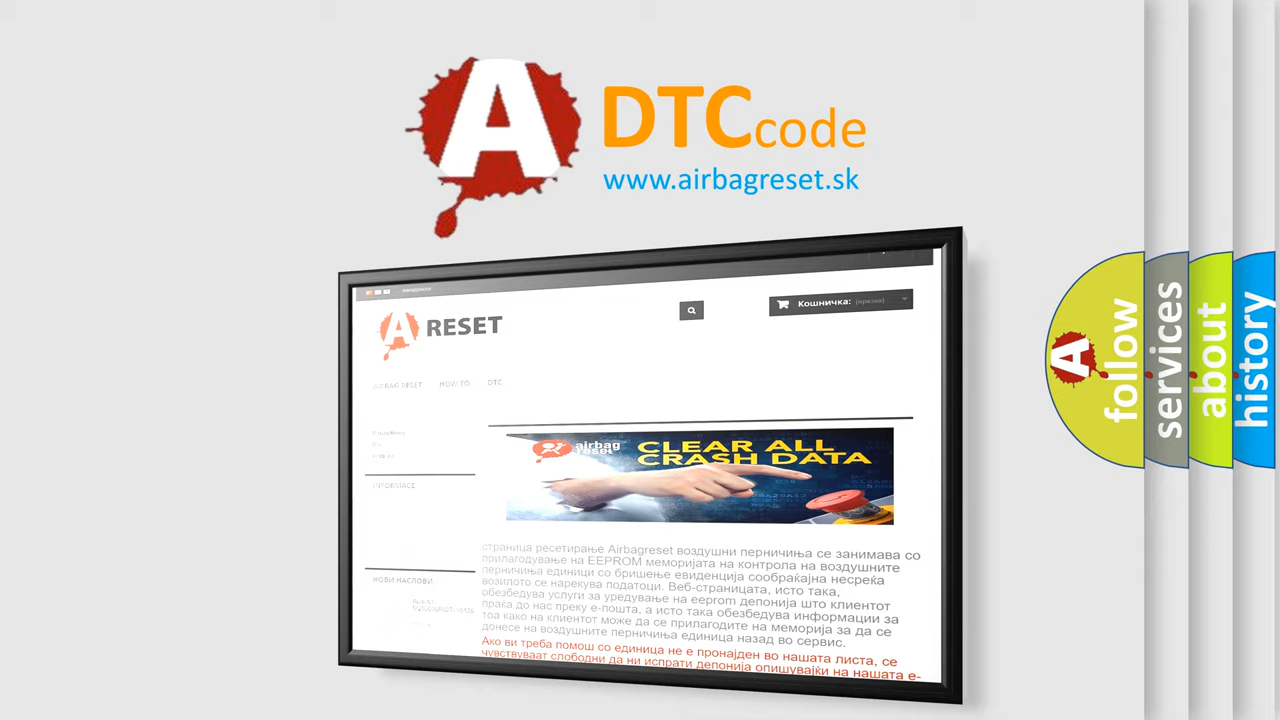 A
DTC code
www.airbagreset.sk
A RESET
Кошничка: (празни)
AIRBAG RESET HOW TO DTC
INFORMACE
НОВИ НАСЛОВИ
airbag
reset
CLEAR ALL
CRASH DATA
страница ресетирање Airbagreset воздушни перничиња се занимава со
прилагодување на EEPROM меморијата на контрола на воздушните
перничиња единици со бришење евиденција сообраќајна несреќа
возилото се нарекува податоци. Веб-страницата, исто така,
обезбедува услуги за уредување на eeprom депонија што клиентот
праќа до нас преку е-пошта, а исто така обезбедува информации за
тоа како на клиентот може да се прилагодите на меморија за да се
донесе на воздушните перничиња единица назад во сервис.
Ако ви треба помош со единица не е пронајден во нашата листа, се
чувствуваат слободни да ни испрати депонија опишувајќи на нашата е-
A
follow
services
about
history